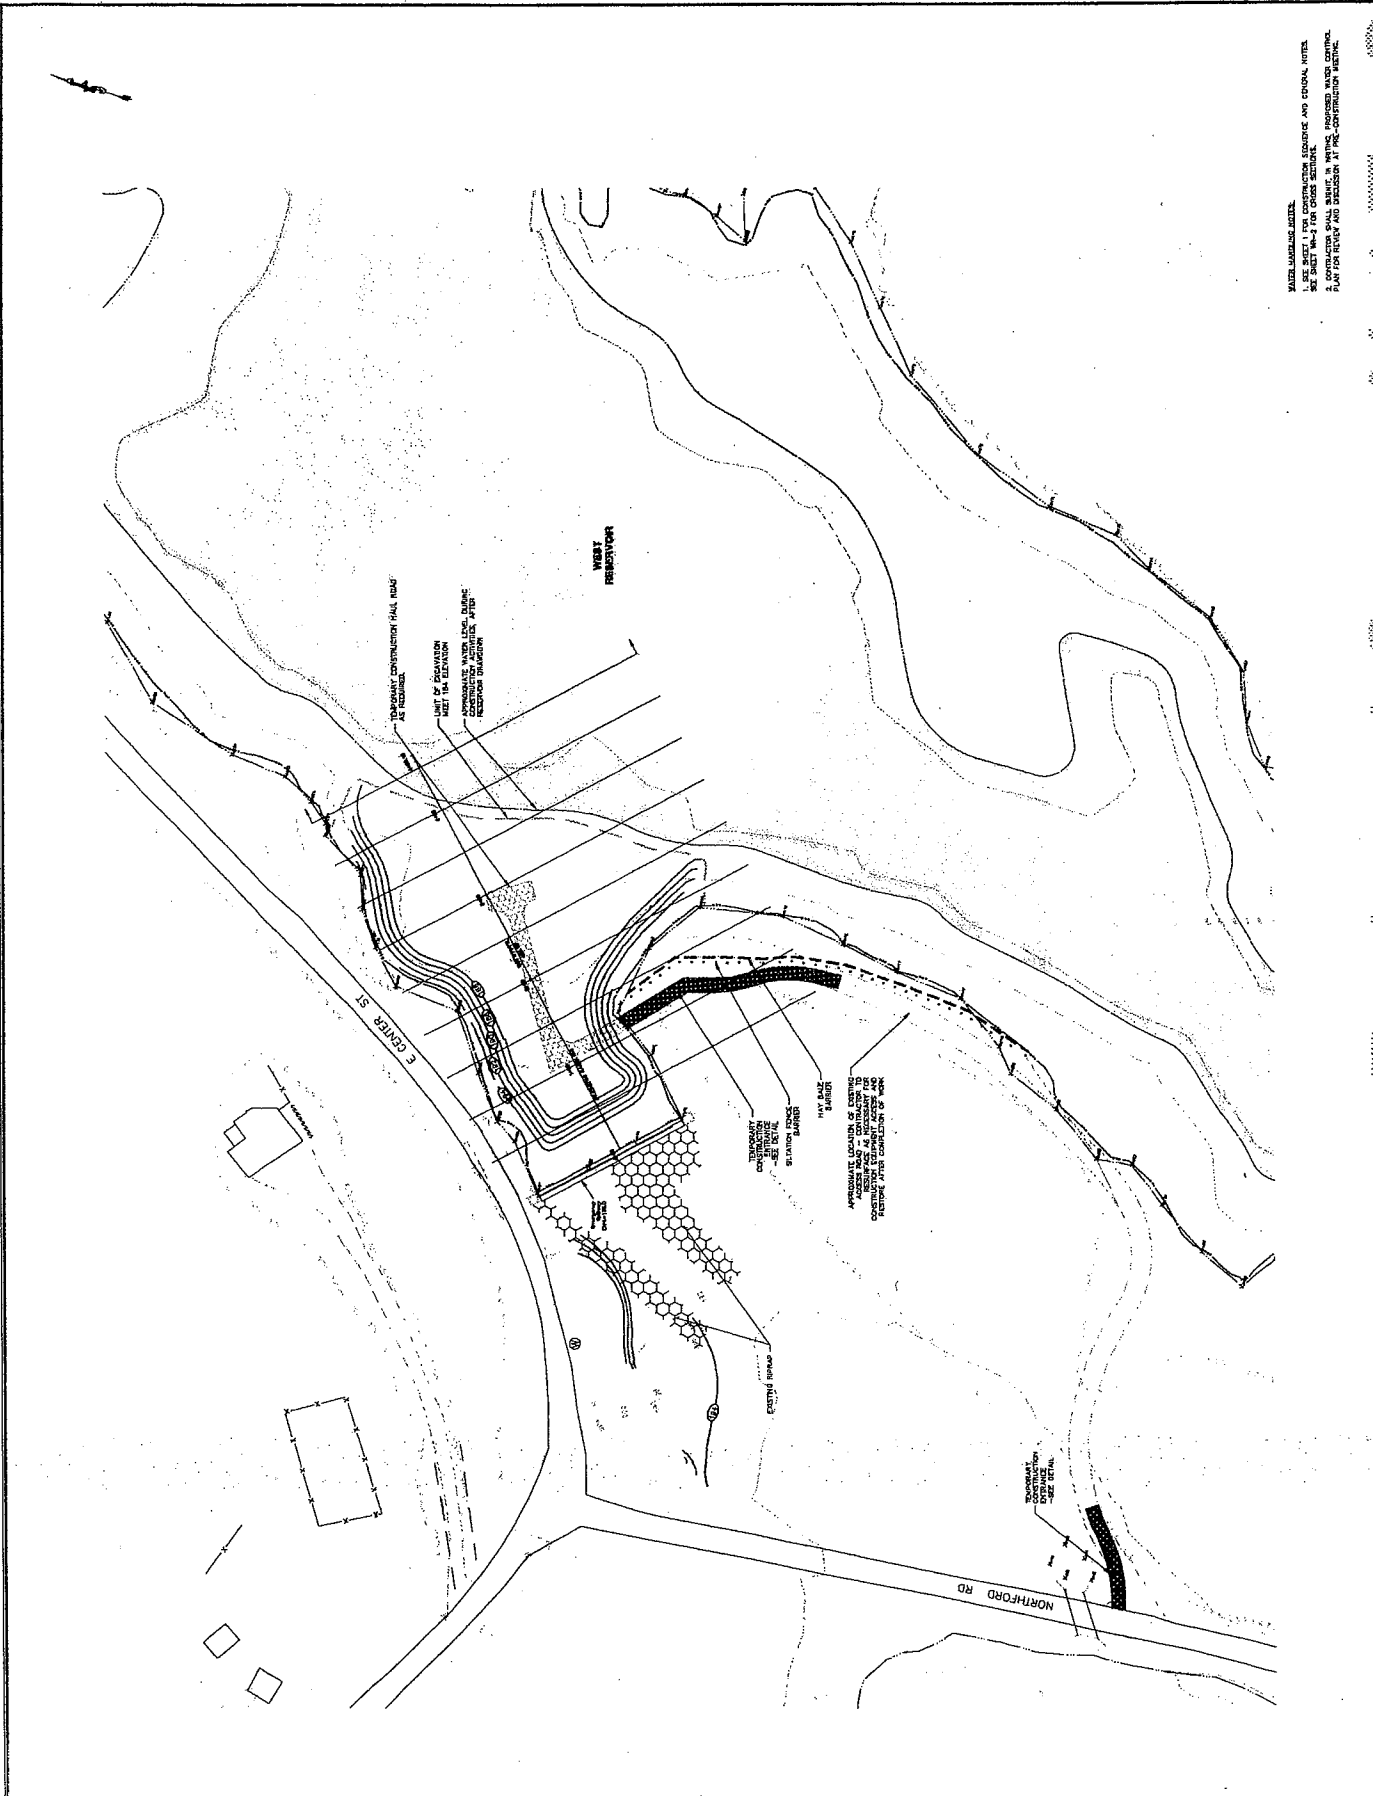 WATER HANDLING NOTES:
1. SEE SHEET 1 FOR CONSTRUCTION SEQUENCE AND GENERAL NOTES.
SEE SHEET WH-2 FOR CROSS SECTIONS.
2. CONTRACTOR SHALL SUBMIT, IN WRITING, PROPOSED WATER CONTROL
PLAN FOR REVIEW AND DISCUSSION AT PRE-CONSTRUCTION MEETING.
WEST
RESERVOIR
TEMPORARY CONSTRUCTION HAUL ROAD
AS REQUIRED.
LIMIT OF EXCAVATION
MEET 184 ELEVATION
APPROXIMATE WATER LEVEL DURING
CONSTRUCTION ACTIVITIES, AFTER
RESERVOIR DRAWDOWN
E CENTER ST
TEMPORARY
CONSTRUCTION
ENTRANCE
-SEE DETAIL
SILTATION FENCE
BARRIER
HAY BALE
BARRIER
APPROXIMATE LOCATION OF EXISTING
ACCESS ROAD - CONTRACTOR TO
RESURFACE AS NECESSARY FOR
CONSTRUCTION EQUIPMENT ACCESS AND
RESTORE AFTER COMPLETION OF WORK
EXISTING RIPRAP
TEMPORARY
CONSTRUCTION
ENTRANCE
-SEE DETAIL
NORTHFORD RD